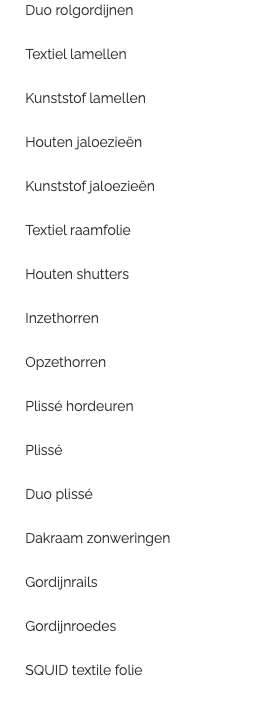 Duo rolgordijnen
Textiel lamellen
Kunststof lamellen
Houten jaloezieën
Kunststof jaloezieën
Textiel raamfolie
Houten shutters
Inzethorren
Opzethorren
Plissé hordeuren
Plissé
Duo plissé
Dakraam zonweringen
Gordijnrails
Gordijnroedes
SQUID textile folie